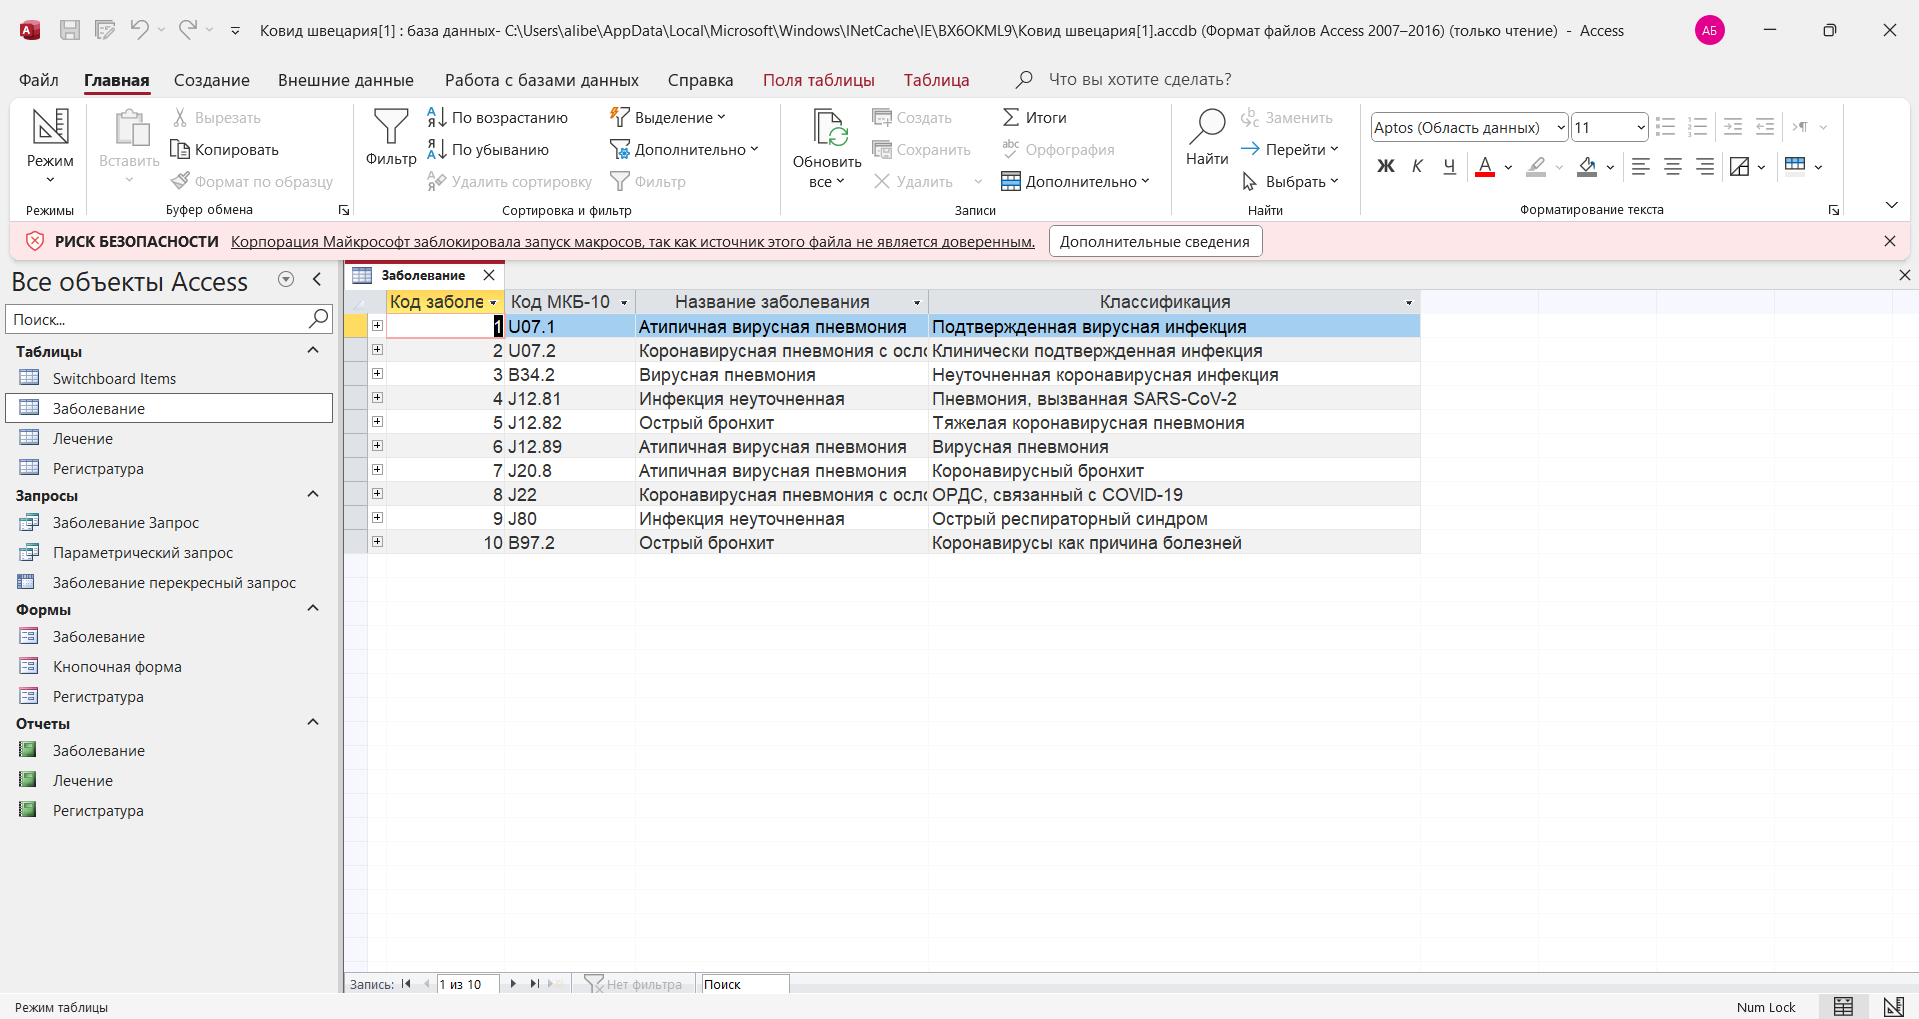 Ковид швецария[1] : база данных- C:\Users\alibe\AppData\Local\Microsoft\Windows\INetCache\IE\BX6OKML9\Ковид швецария[1].accdb (Формат файлов Access 2007–2016) (только чтение) - Access
АБ
Файл Главная Создание Внешние данные Работа с базами данных Справка Поля таблицы Таблица Что вы хотите сделать?
Режим
Режимы
Вставить
Вырезать
Копировать
Формат по образцу
Буфер обмена
Фильтр
По возрастанию
По убыванию
Удалить сортировку
Выделение
Дополнительно
Фильтр
Сортировка и фильтр
Обновить
все
Создать
Сохранить
Удалить
Итоги
Орфография
Дополнительно
Записи
Найти
Заменить
Перейти
Выбрать
Найти
Aptos (Область данных) 11
Ж К Ч А
Форматирование текста
РИСК БЕЗОПАСНОСТИ Корпорация Майкрософт заблокировала запуск макросов, так как источник этого файла не является доверенным. Дополнительные сведения
Все объекты Access
Поиск...
Таблицы
Switchboard Items
Заболевание
Лечение
Регистратура
Запросы
Заболевание Запрос
Параметрический запрос
Заболевание перекресный запрос
Формы
Заболевание
Кнопочная форма
Регистратура
Отчеты
Заболевание
Лечение
Регистратура
Заболевание
Код заболе Код МКБ-10 Название заболевания Классификация
1 U07.1 Атипичная вирусная пневмония Подтвержденная вирусная инфекция
2 U07.2 Коронавирусная пневмония с осл Клинически подтвержденная инфекция
3 B34.2 Вирусная пневмония Неуточненная коронавирусная инфекция
4 J12.81 Инфекция неуточненная Пневмония, вызванная SARS-CoV-2
5 J12.82 Острый бронхит Тяжелая коронавирусная пневмония
6 J12.89 Атипичная вирусная пневмония Вирусная пневмония
7 J20.8 Атипичная вирусная пневмония Коронавирусный бронхит
8 J22 Коронавирусная пневмония с осл ОРДС, связанный с COVID-19
9 J80 Инфекция неуточненная Острый респираторный синдром
10 B97.2 Острый бронхит Коронавирусы как причина болезней
Запись: 1 из 10 Нет фильтра Поиск
Режим таблицы
Num Lock